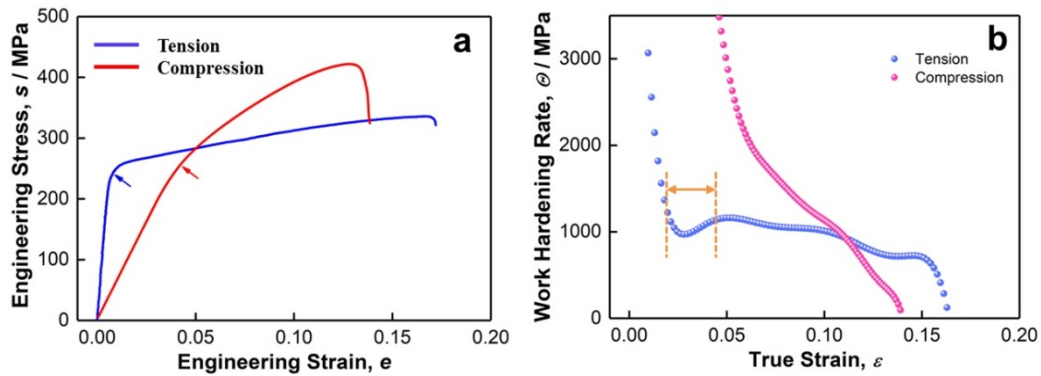 a
Tension
Compression
500
400
300
200
100
0
0.00 0.05 0.10 0.15 0.20
Engineering Stress, s / MPa
Engineering Strain, e
b
Tension
Compression
3000
2000
1000
0
0.00 0.05 0.10 0.15 0.20
Work Hardening Rate, Θ / MPa
True Strain, ε